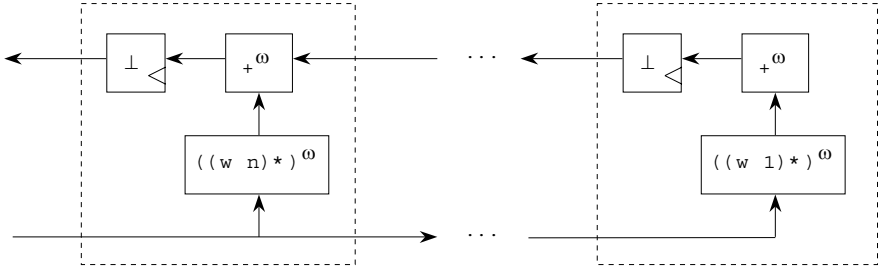 ⊥ +ω ··· ⊥ +ω
((w n)*)ω ((w 1)*)ω
···